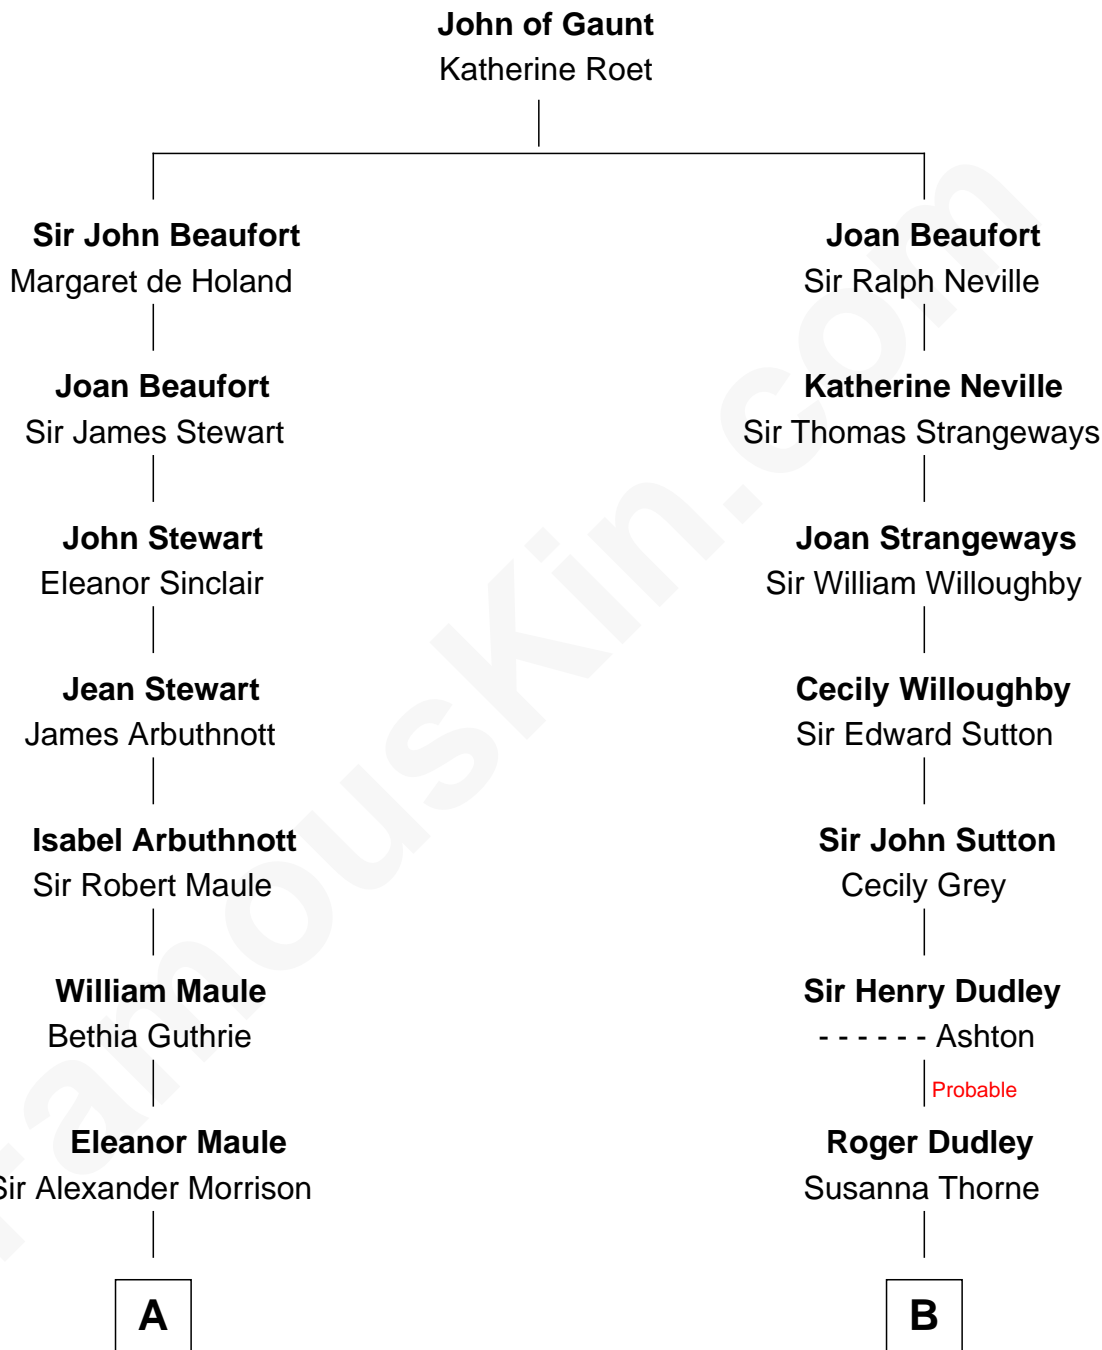 John of Gaunt
Katherine Roet
Sir John Beaufort
Margaret de Holand
Joan Beaufort
Sir James Stewart
John Stewart
Eleanor Sinclair
Jean Stewart
James Arbuthnott
Isabel Arbuthnott
Sir Robert Maule
William Maule
Bethia Guthrie
Eleanor Maule
Sir Alexander Morrison
A
Joan Beaufort
Sir Ralph Neville
Katherine Neville
Sir Thomas Strangeways
Joan Strangeways
Sir William Willoughby
Cecily Willoughby
Sir Edward Sutton
Sir John Sutton
Cecily Grey
Sir Henry Dudley
- - - - - - Ashton
Probable
Roger Dudley
Susanna Thorne
B
FamousKin.com